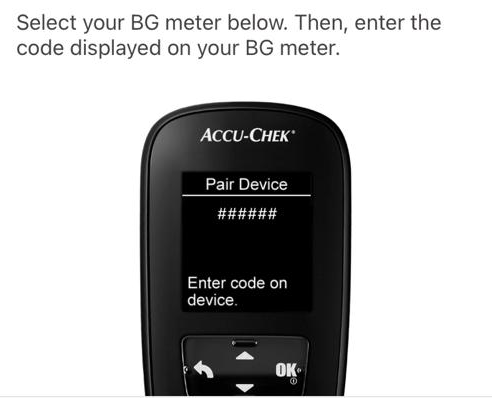 Select your BG meter below. Then, enter the
code displayed on your BG meter.
ACCU-CHEK®
Pair Device
######
Enter code on
device.
OK